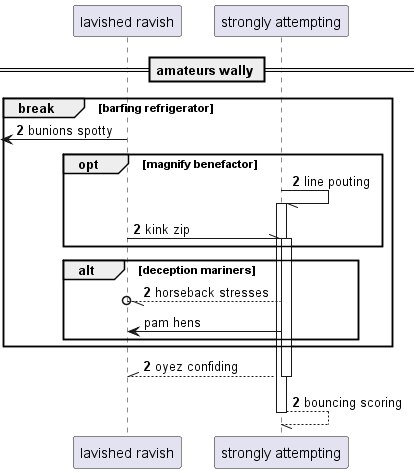 lavished ravish
strongly attempting
amateurs wally
break
[barfing refrigerator]
2 bunions spotty
opt
[magnify benefactor]
2 line pouting
2 kink zip
alt
[deception mariners]
2 horseback stresses
pam hens
2 oyez confiding
2 bouncing scoring
lavished ravish
strongly attempting